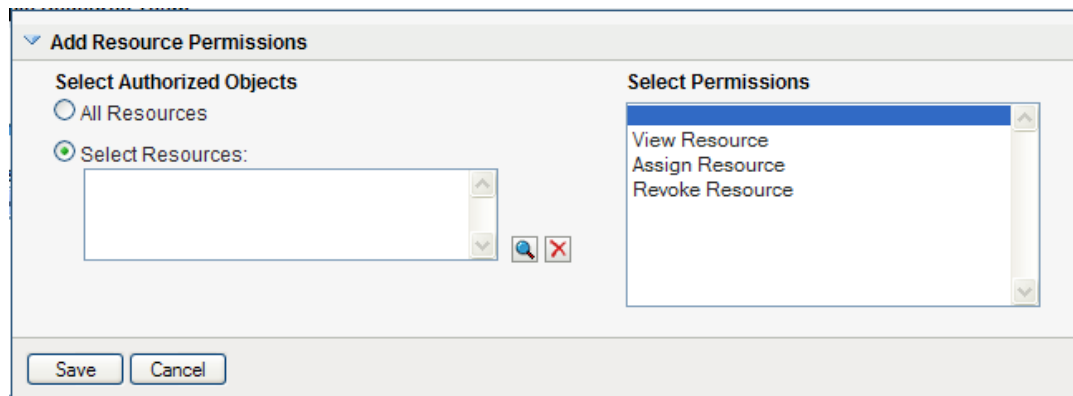 Add Resource Permissions
Select Authorized Objects
All Resources
Select Resources:
Select Permissions
View Resource
Assign Resource
Revoke Resource
Save
Cancel